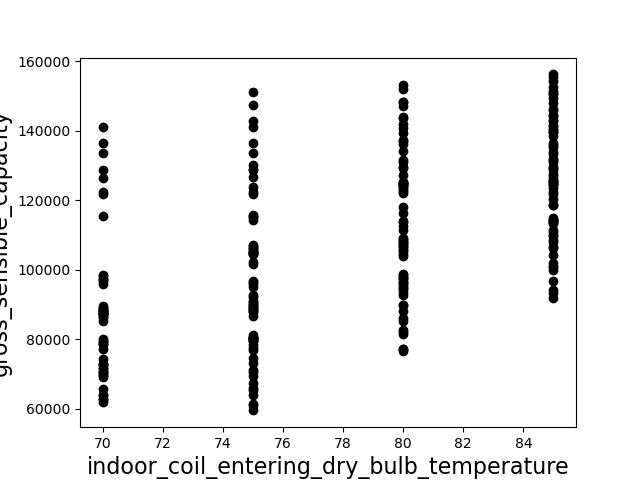 160000
140000
120000
100000
80000
60000
gross_sensible_capacity
70 72 74 76 78 80 82 84
indoor_coil_entering_dry_bulb_temperature